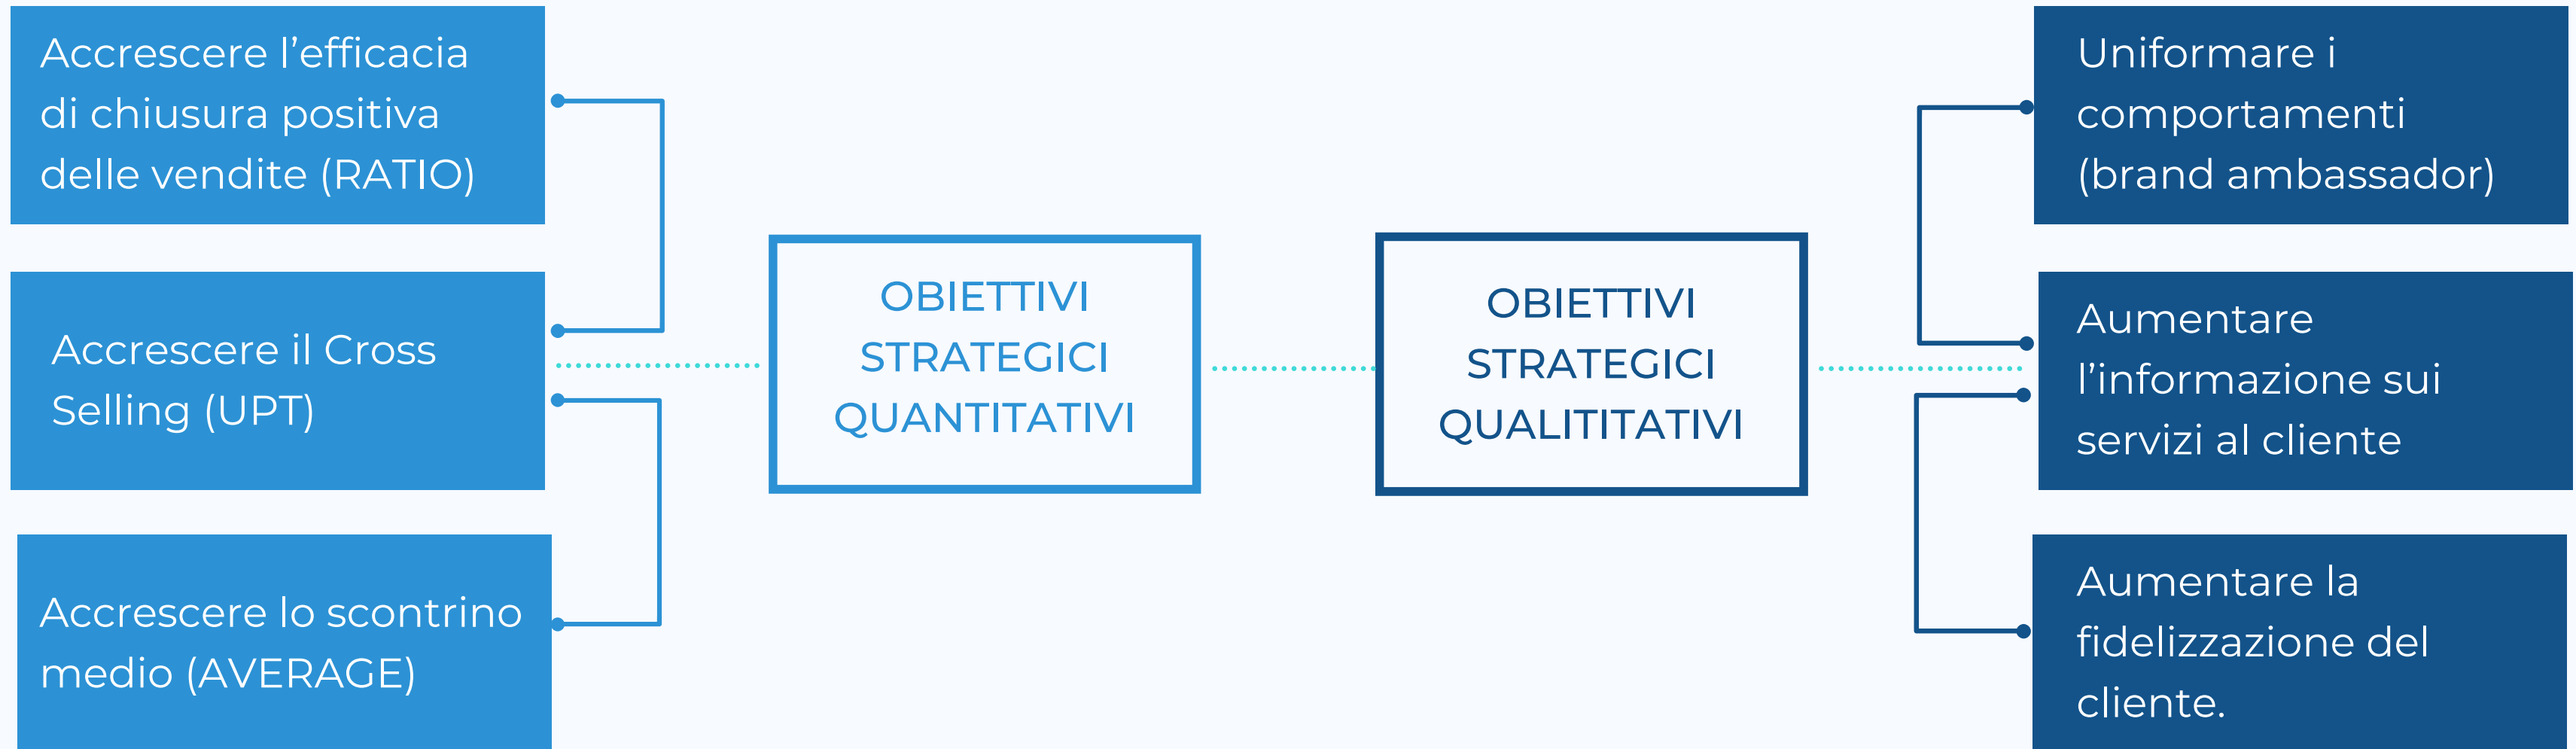 Accrescere l’efficacia
di chiusura positiva
delle vendite (RATIO)
Accrescere il Cross
Selling (UPT)
Accrescere lo scontrino
medio (AVERAGE)
OBIETTIVI
STRATEGICI
QUANTITATIVI
OBIETTIVI
STRATEGICI
QUALITITATIVI
Uniformare i
comportamenti
(brand ambassador)
Aumentare
l’informazione sui
servizi al cliente
Aumentare la
fidelizzazione del
cliente.